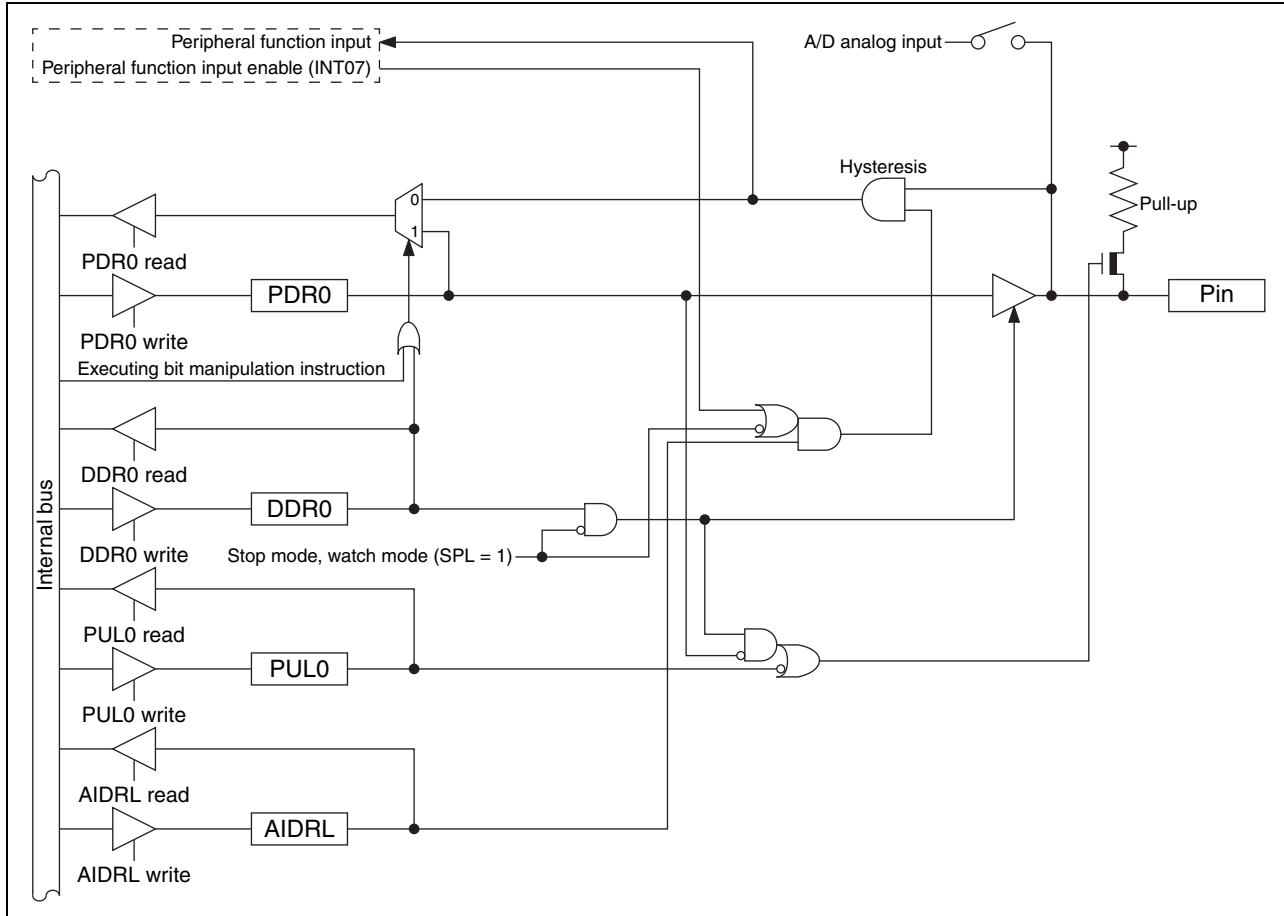 Peripheral function input
Peripheral function input enable (INT07)
A/D analog input
Hysteresis
Pull-up
0
1
PDR0 read
PDR0
Pin
PDR0 write
Executing bit manipulation instruction
DDR0 read
DDR0
DDR0 write
Stop mode, watch mode (SPL = 1)
Internal bus
PUL0 read
PUL0
PUL0 write
AIDRL read
AIDRL
AIDRL write